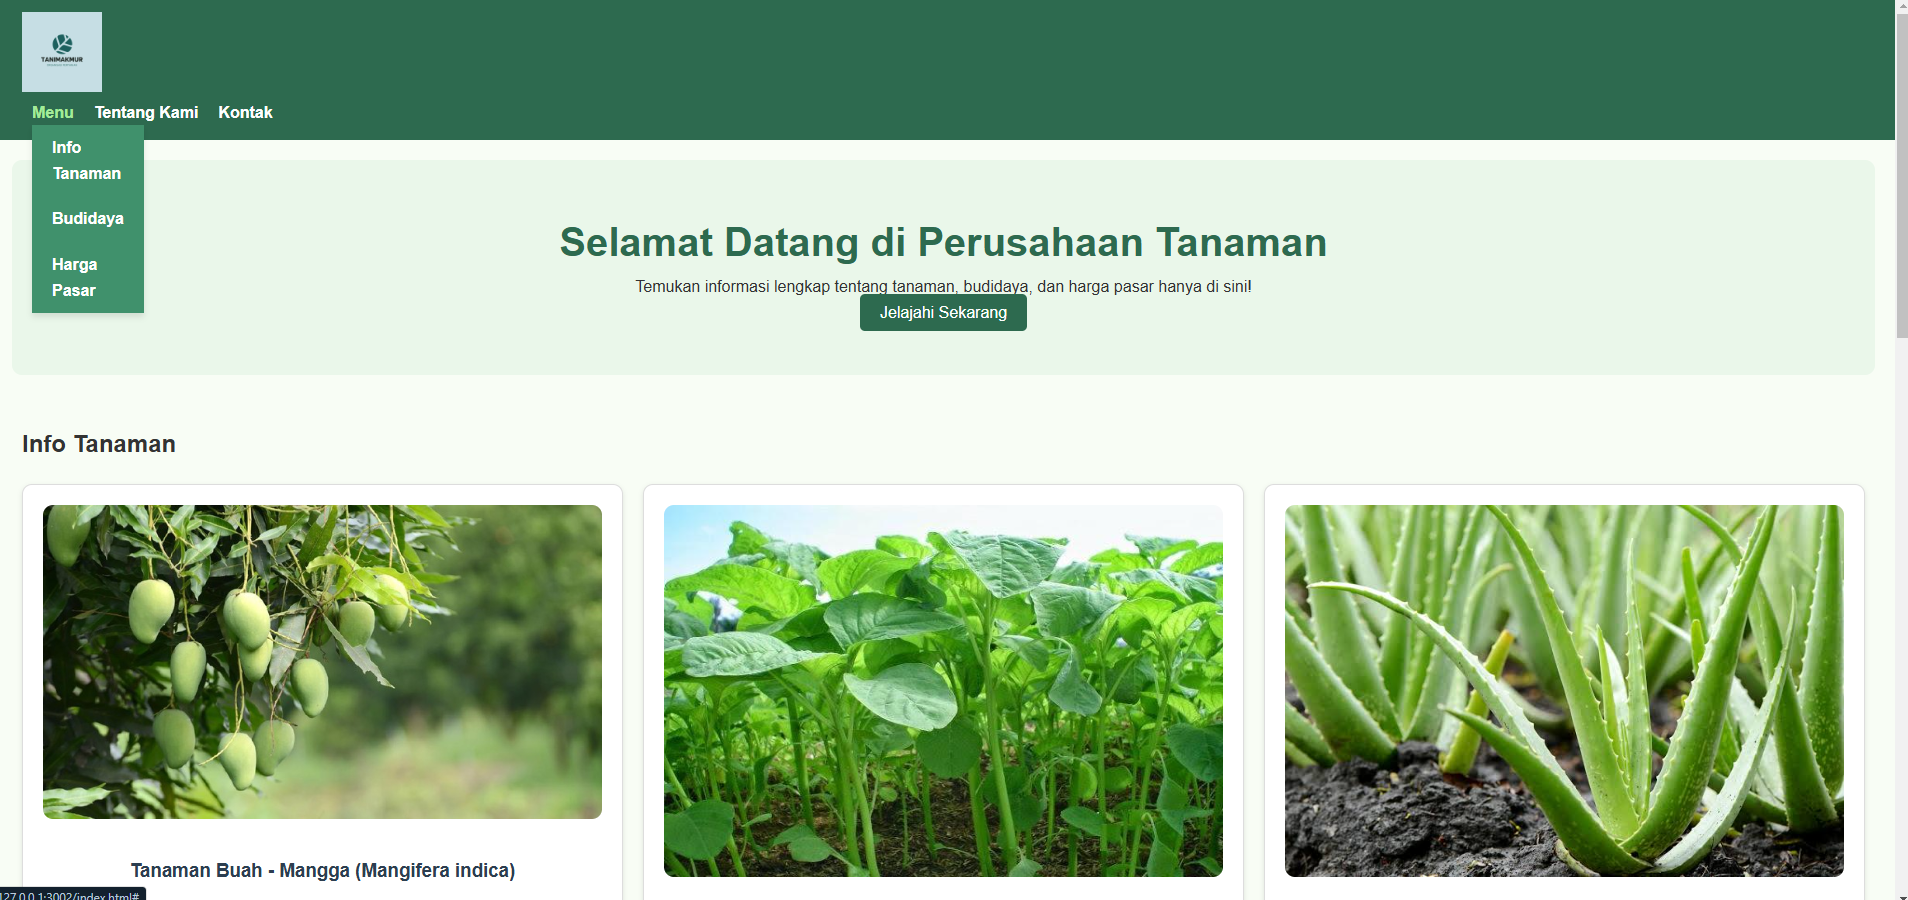 TANIMAKMUR
Menu Tentang Kami Kontak
Info
Tanaman
Budidaya
Harga
Pasar
Selamat Datang di Perusahaan Tanaman
Temukan informasi lengkap tentang tanaman, budidaya, dan harga pasar hanya di sini!
Jelajahi Sekarang
Info Tanaman
Tanaman Buah - Mangga (Mangifera indica)
127.0.0.1:3002/index.html#